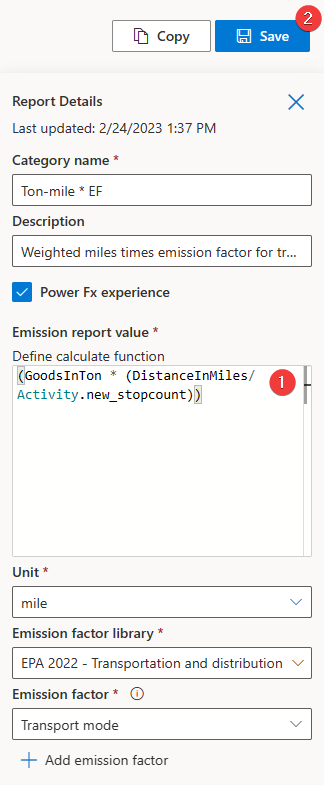 2
Copy
Save
Report Details
Last updated: 2/24/2023 1:37 PM
Category name *
Ton-mile * EF
Description
Weighted miles times emission factor for tr...
Power Fx experience
Emission report value *
Define calculate function
(GoodsInTon * (DistanceInMiles/
Activity.new_stopcount))
1
Unit *
mile
Emission factor library *
EPA 2022 - Transportation and distribution
Emission factor *
Transport mode
Add emission factor